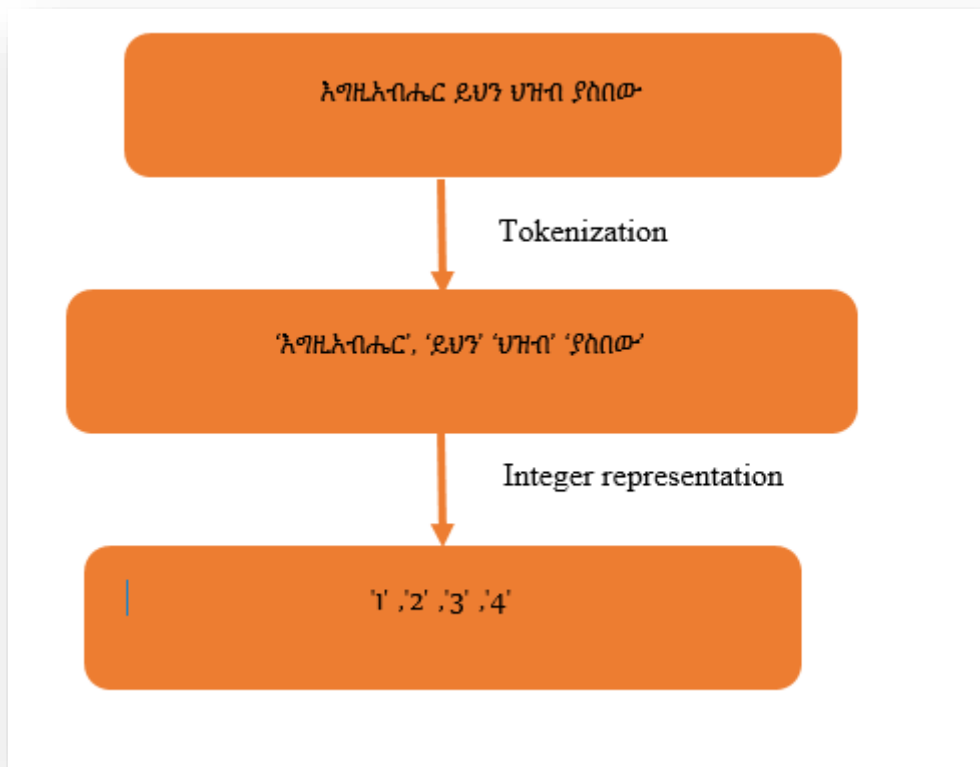 እግዚአብሔር ይህን ህዝብ ያስበው
Tokenization
‘እግዚአብሔር’, ‘ይህን’ ‘ህዝብ’ ‘ያስበው’
Integer representation
'1' ,'2' ,'3' ,'4'